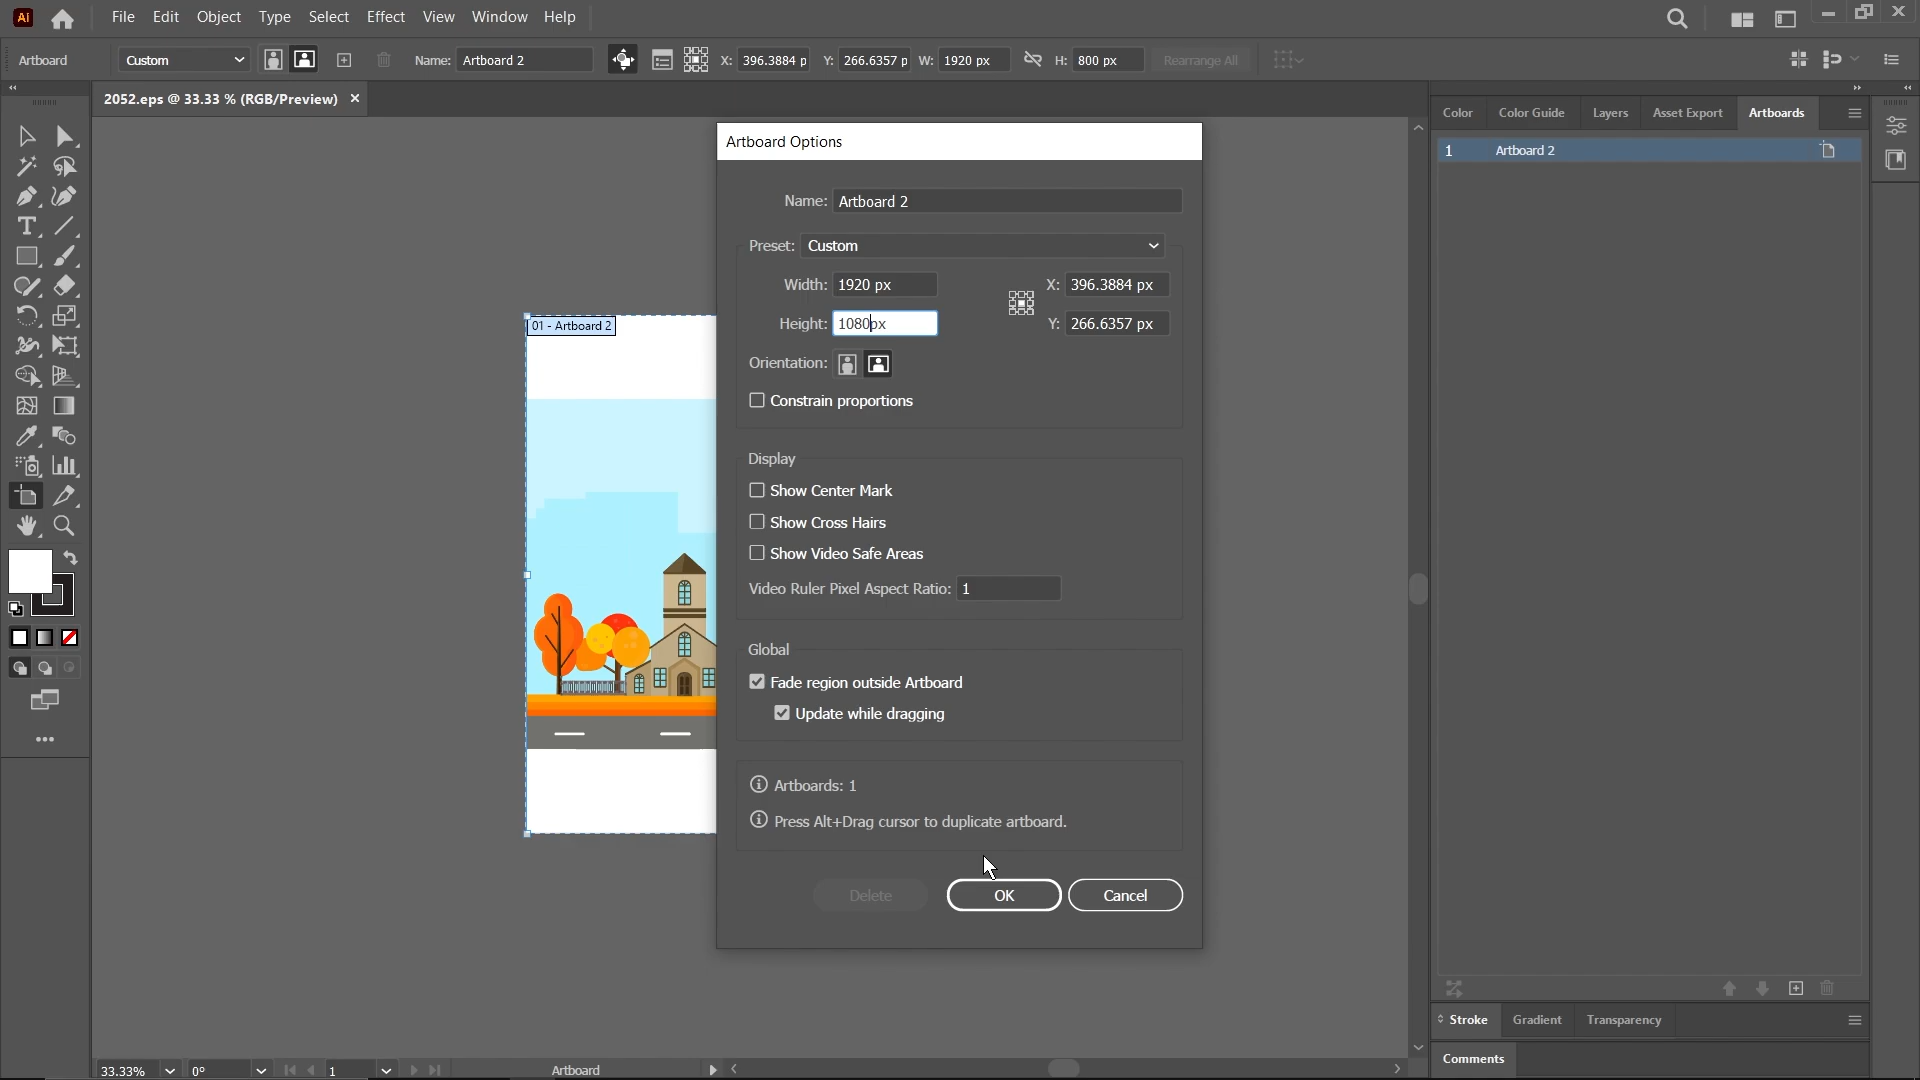 Ai File Edit Object Type Select Effect View Window Help
Artboard Custom Name: Artboard 2 X: 396.3884 p Y: 266.6357 p W: 1920 px H: 800 px Rearrange All
2052.eps @ 33.33 % (RGB/Preview)
Color Color Guide Layers Asset Export Artboards
1 Artboard 2
Artboard Options
Name: Artboard 2
Preset: Custom
Width: 1920 px X: 396.3884 px
Height: 1080px Y: 266.6357 px
01 - Artboard 2
Orientation:
Constrain proportions
Display
Show Center Mark
Show Cross Hairs
Show Video Safe Areas
Video Ruler Pixel Aspect Ratio: 1
Global
Fade region outside Artboard
Update while dragging
Artboards: 1
Press Alt+Drag cursor to duplicate artboard.
Delete OK Cancel
Stroke Gradient Transparency
Comments
33.33% 0° 1 Artboard